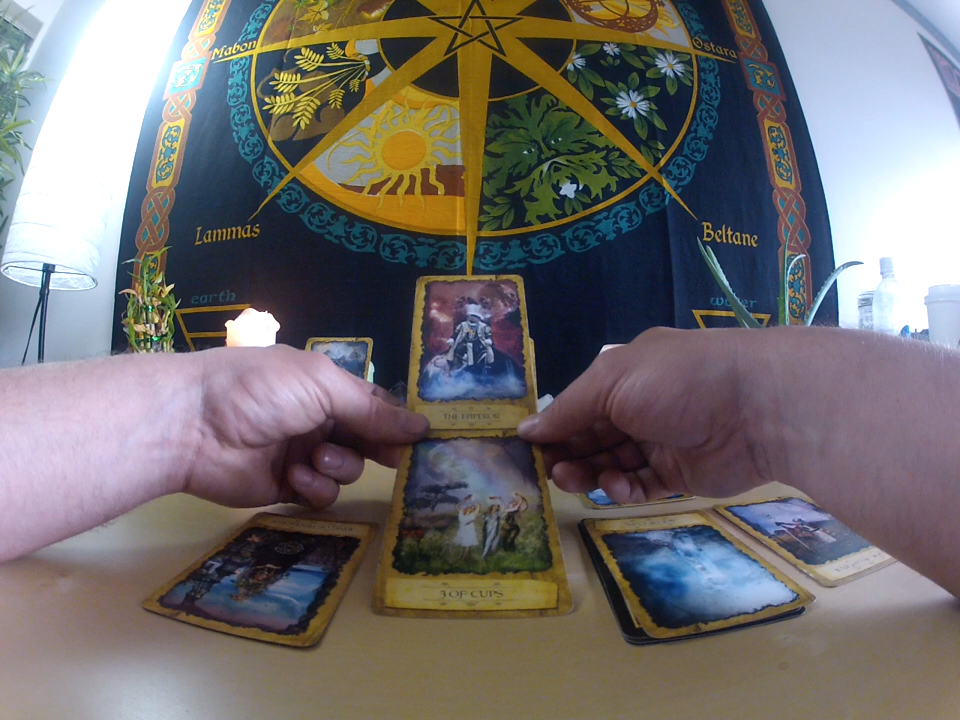 Mabon
Ostara
Lammas
Beltane
earth
water
THE EMPEROR
3 OF CUPS